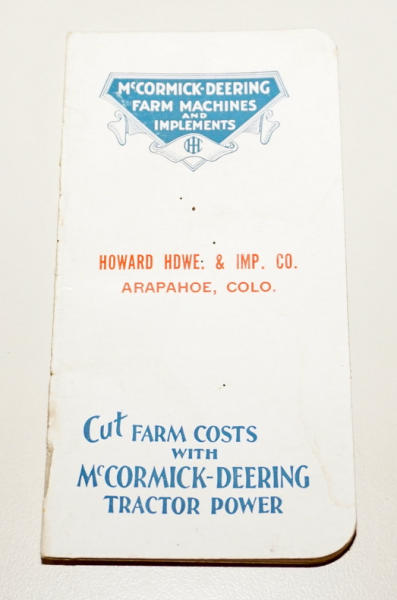 McCORMICK-DEERING
FARM MACHINES
AND
IMPLEMENTS
IHC
HOWARD HDWE: & IMP. CO.
ARAPAHOE, COLO.
Cut FARM COSTS
WITH
McCORMICK-DEERING
TRACTOR POWER